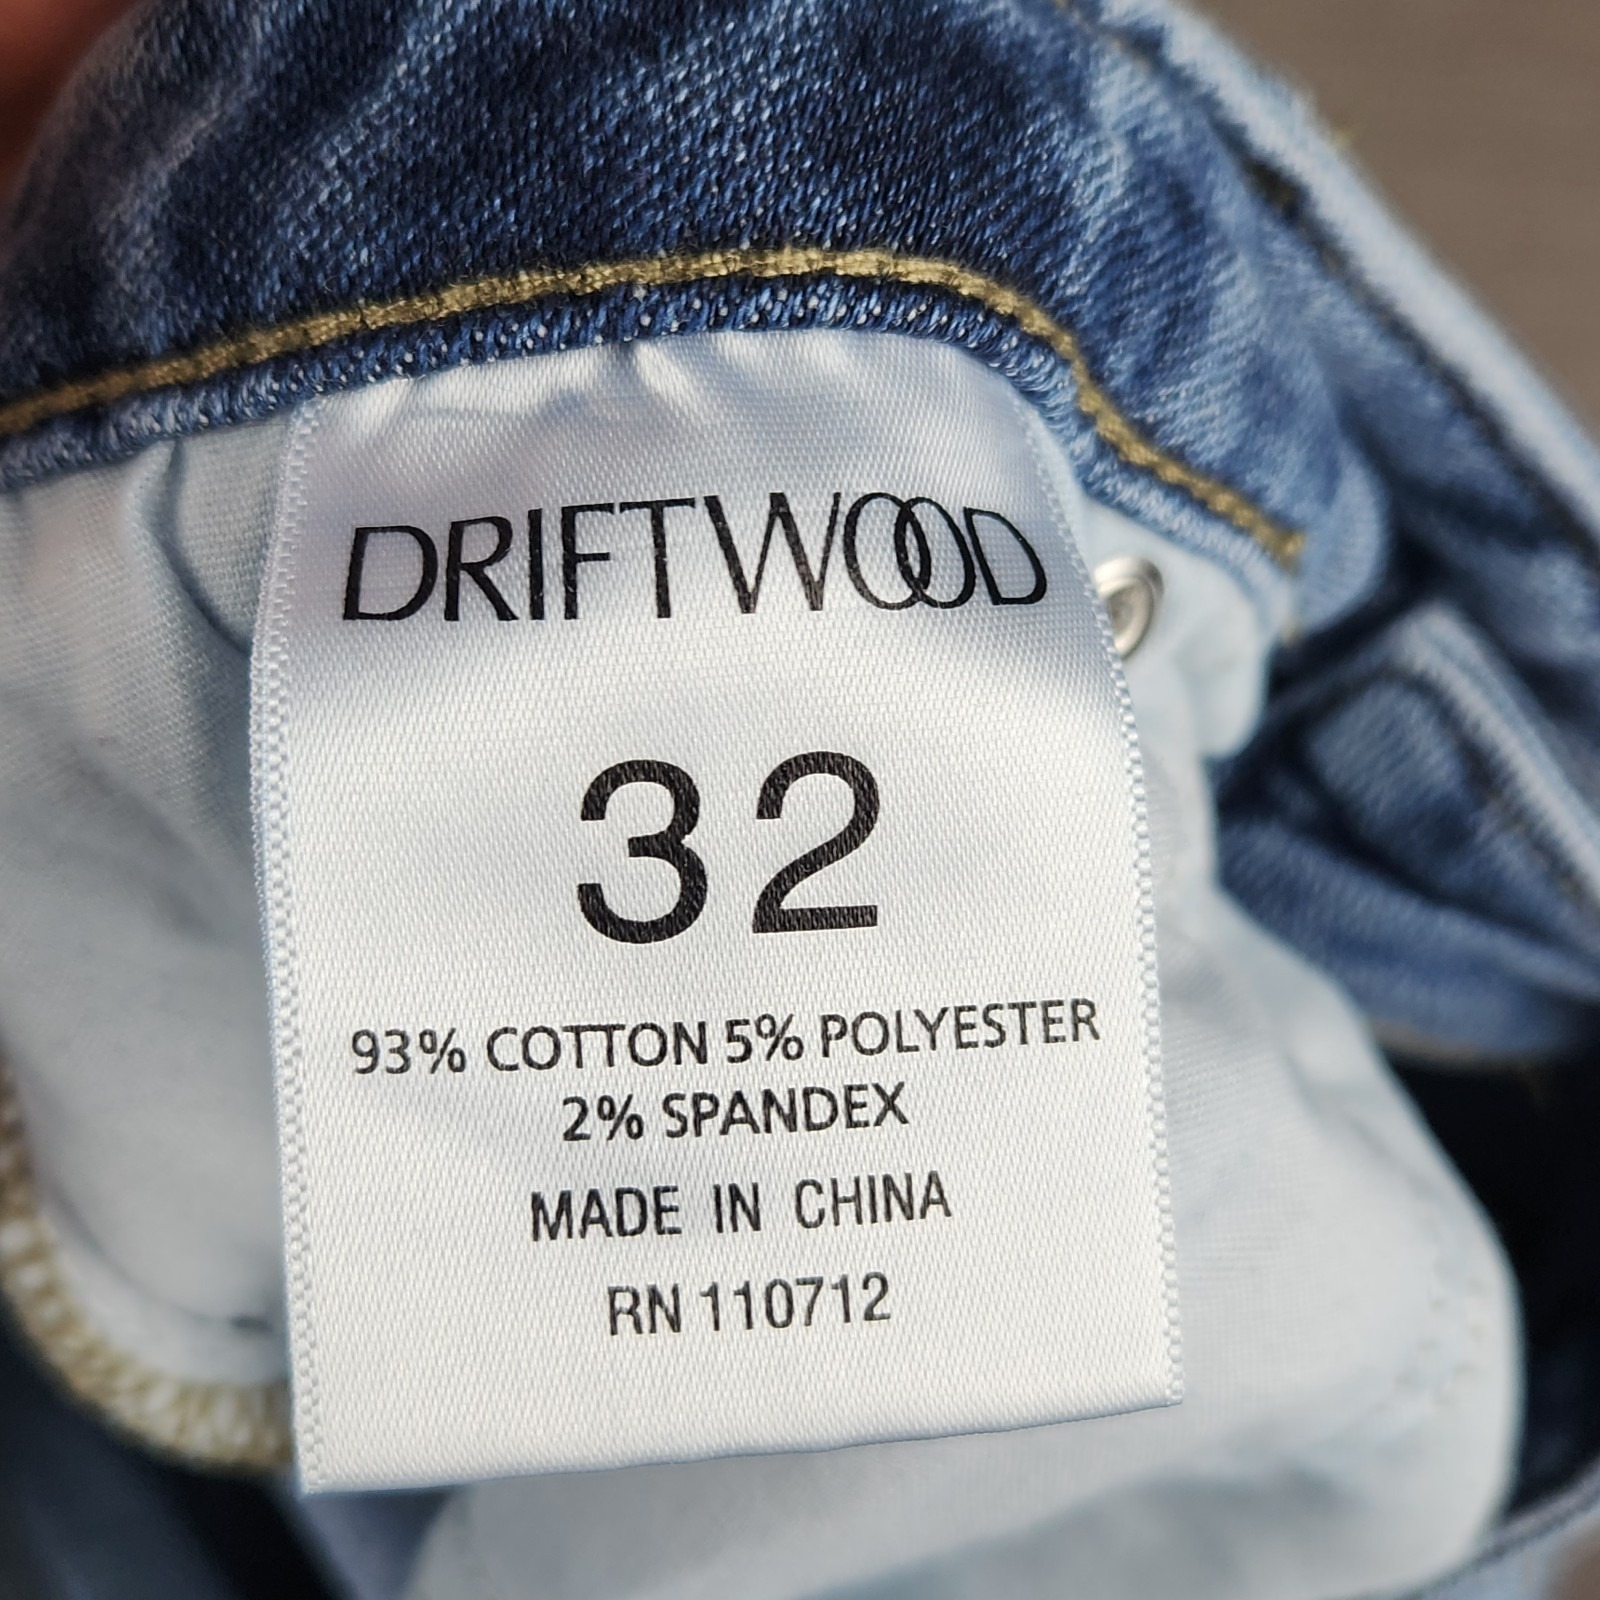 DRIFTWOOD
32
93% COTTON 5% POLYESTER
2% SPANDEX
MADE IN CHINA
RN 110712